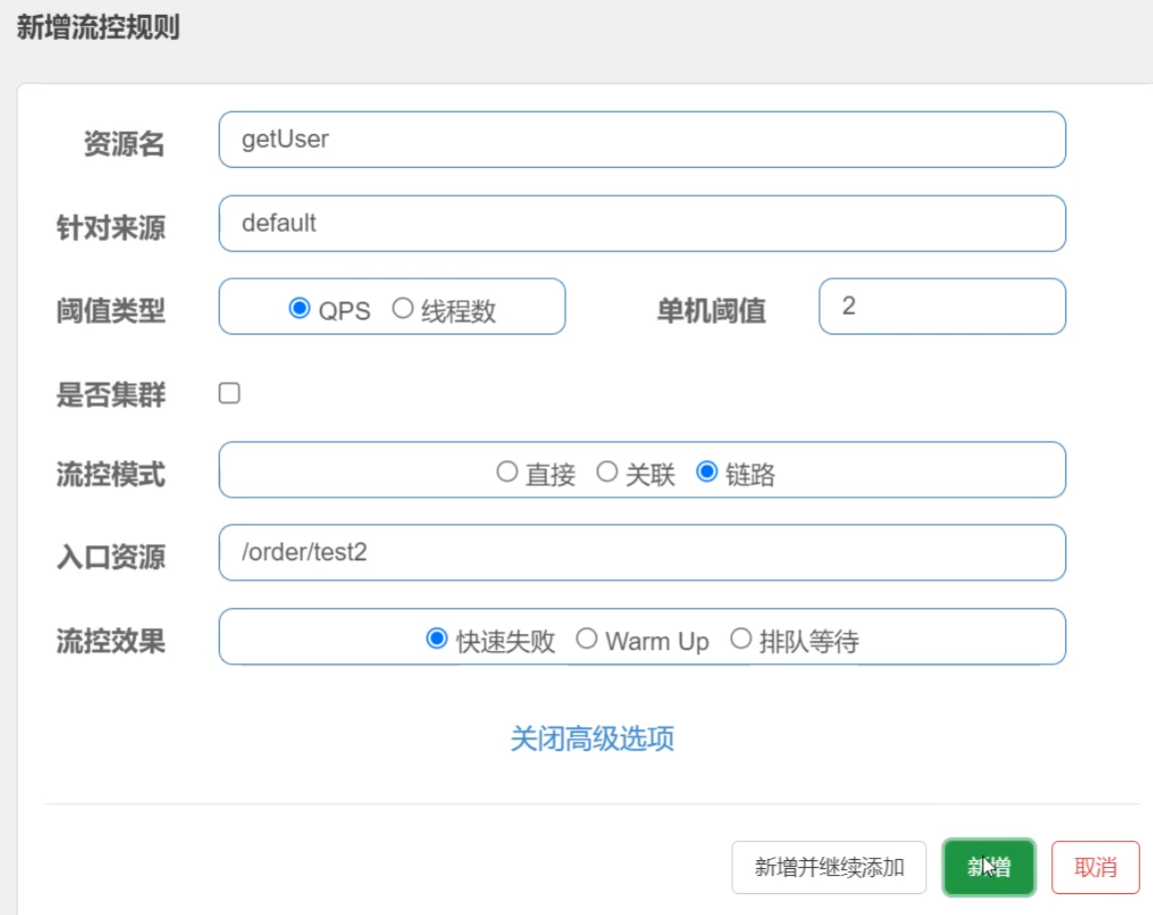 新增流控规则
资源名 getUser
针对来源 default
阈值类型 QPS 线程数 单机阈值 2
是否集群
流控模式 直接 关联 链路
入口资源 /order/test2
流控效果 快速失败 Warm Up 排队等待
关闭高级选项
新增并继续添加 新增 取消